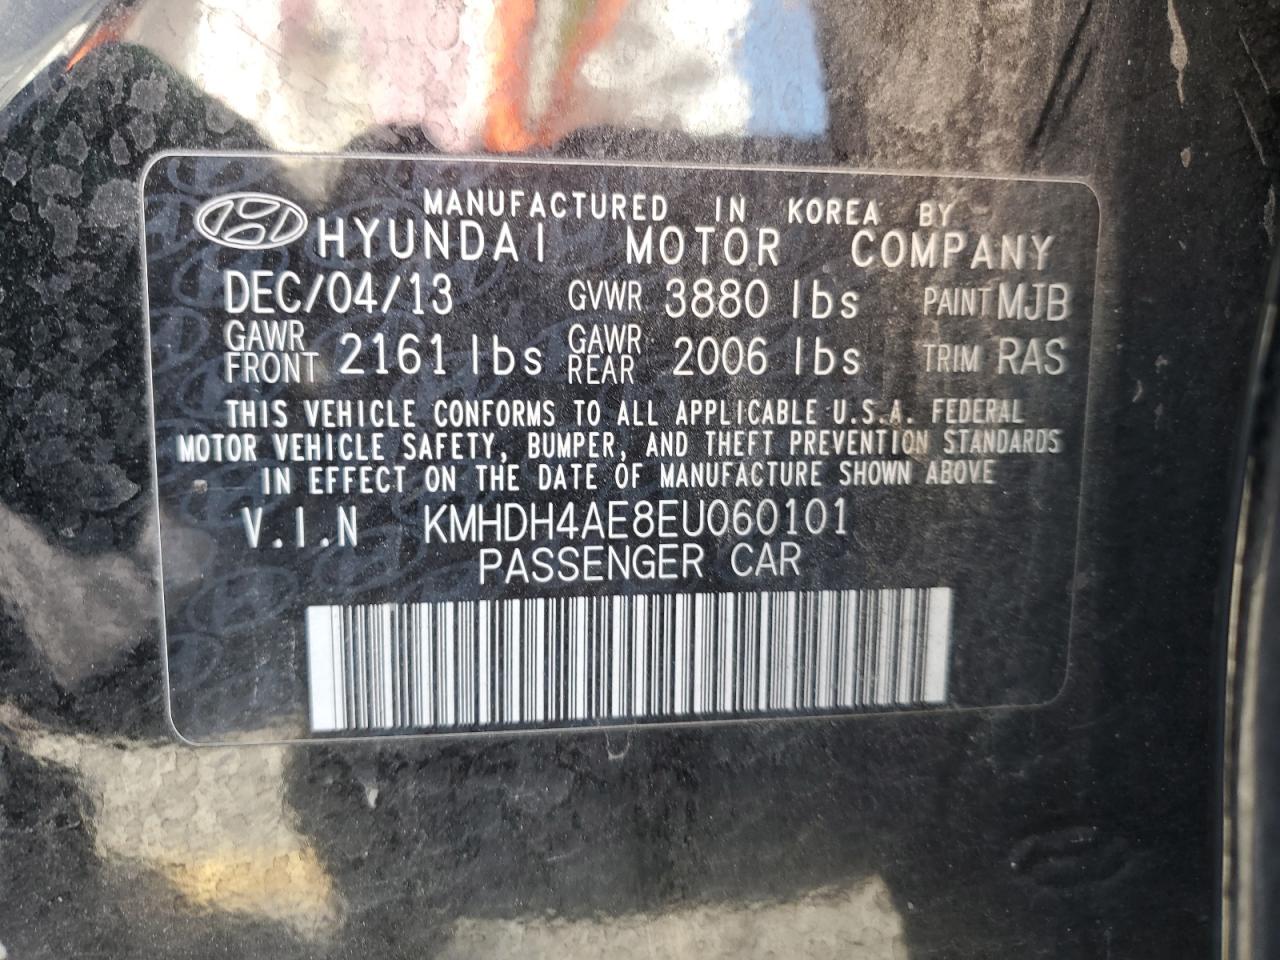 MANUFACTURED IN KOREA BY
HYUNDAI MOTOR COMPANY
DEC/04/13 GVWR 3880 lbs PAINT MJB
GAWR FRONT 2161 lbs GAWR REAR 2006 lbs TRIM RAS
THIS VEHICLE CONFORMS TO ALL APPLICABLE U.S.A. FEDERAL
MOTOR VEHICLE SAFETY, BUMPER, AND THEFT PREVENTION STANDARDS
IN EFFECT ON THE DATE OF MANUFACTURE SHOWN ABOVE
V.I.N KMHDH4AE8EU060101
PASSENGER CAR